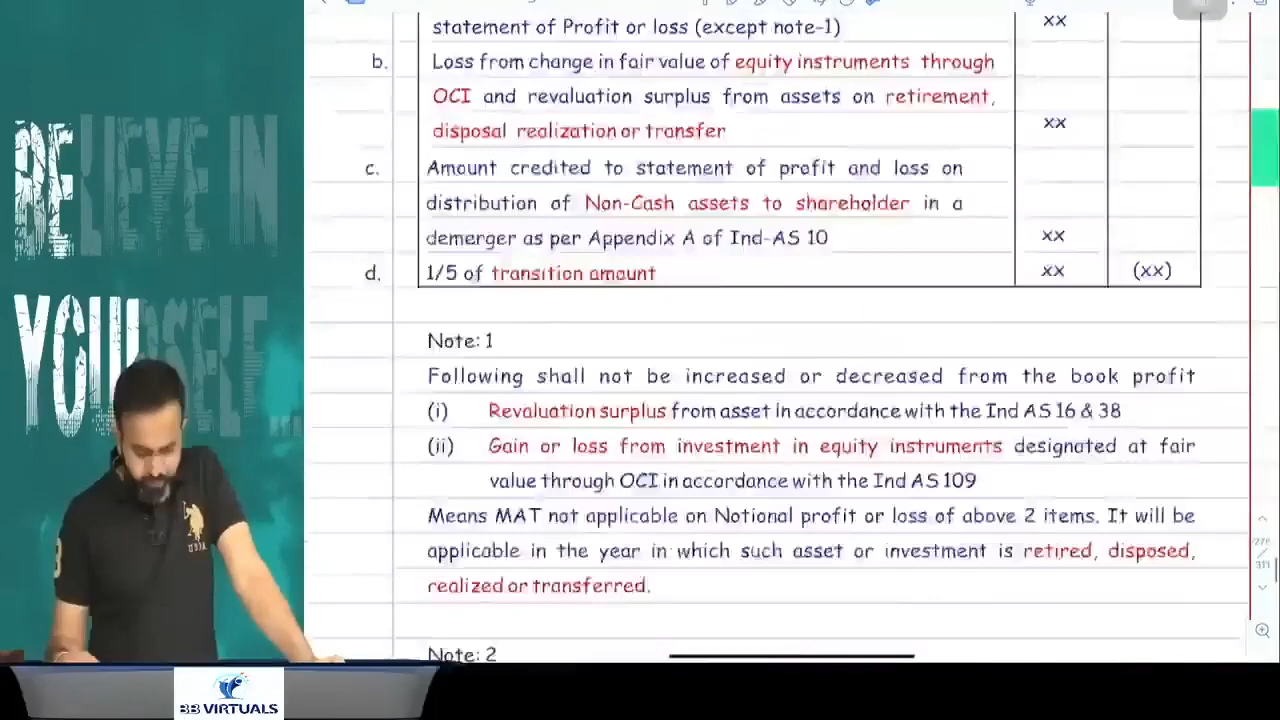 BELIEVE IN
YOURSELF
statement of Profit or loss (except note-1) xx
b. Loss from change in fair value of equity instruments through
OCI and revaluation surplus from assets on retirement,
disposal realization or transfer xx
c. Amount credited to statement of profit and loss on
distribution of Non-Cash assets to shareholder in a
demerger as per Appendix A of Ind-AS 10 xx
d. 1/5 of transition amount xx (xx)
Note: 1
Following shall not be increased or decreased from the book profit
(i) Revaluation surplus from asset in accordance with the Ind AS 16 & 38
(ii) Gain or loss from investment in equity instruments designated at fair
value through OCI in accordance with the Ind AS 109
Means MAT not applicable on Notional profit or loss of above 2 items. It will be
applicable in the year in which such asset or investment is retired, disposed,
realized or transferred.
Note: 2
311
3
BB VIRTUALS